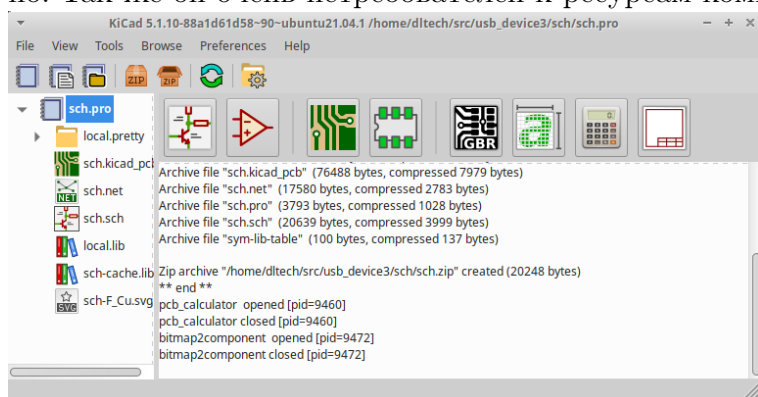 KiCad 5.1.10-88a1d61d58~90~ubuntu21.04.1 /home/dltech/src/usb_device3/sch/sch.pro
File View Tools Browse Preferences Help
ZIP ZIP
sch.pro
local.pretty
sch.kicad_pcb
sch.net
sch.sch
local.lib
sch-cache.lib
sch-F_Cu.svg
NET
SVG
GBR
a
Archive file "sch.kicad_pcb" (76488 bytes, compressed 7979 bytes)
Archive file "sch.net" (17580 bytes, compressed 2783 bytes)
Archive file "sch.pro" (3793 bytes, compressed 1028 bytes)
Archive file "sch.sch" (20639 bytes, compressed 3999 bytes)
Archive file "sym-lib-table" (100 bytes, compressed 137 bytes)
Zip archive "/home/dltech/src/usb_device3/sch/sch.zip" created (20248 bytes)
** end **
pcb_calculator opened [pid=9460]
pcb_calculator closed [pid=9460]
bitmap2component opened [pid=9472]
bitmap2component closed [pid=9472]